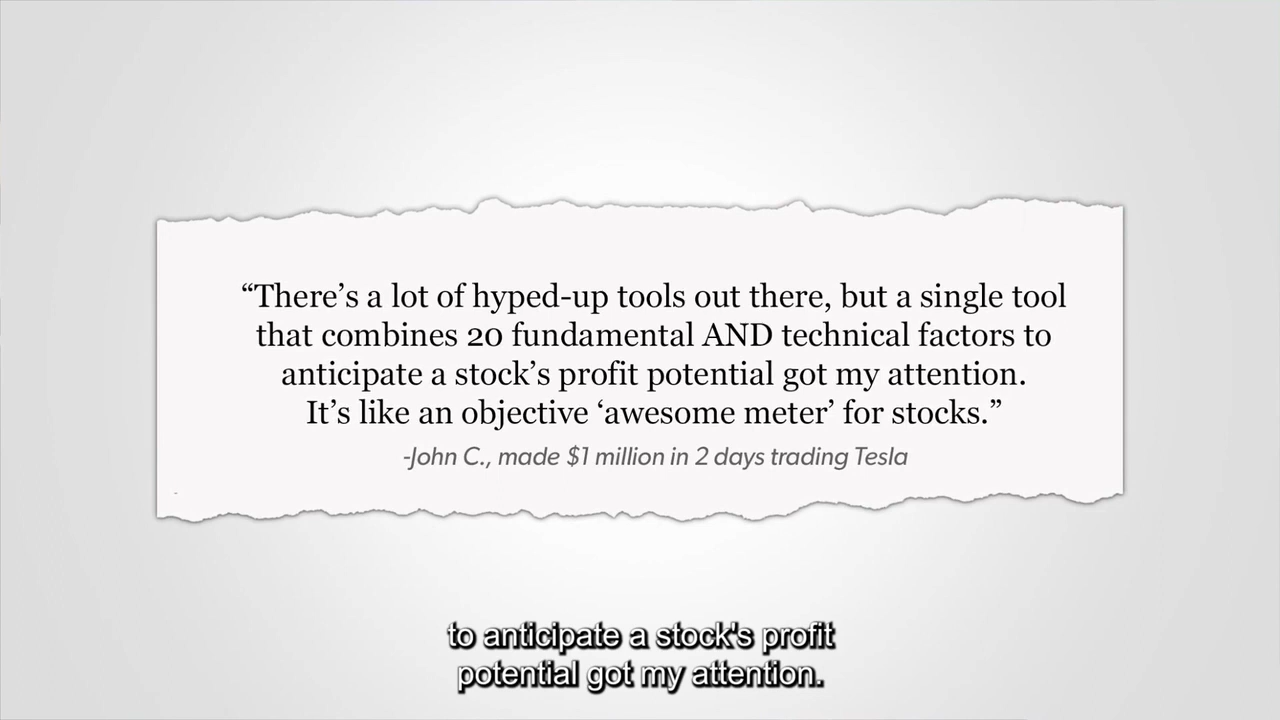 “There’s a lot of hyped-up tools out there, but a single tool
that combines 20 fundamental AND technical factors to
anticipate a stock’s profit potential got my attention.
It’s like an objective ‘awesome meter’ for stocks.”
-John C., made $1 million in 2 days trading Tesla
to anticipate a stock's profit
potential got my attention.